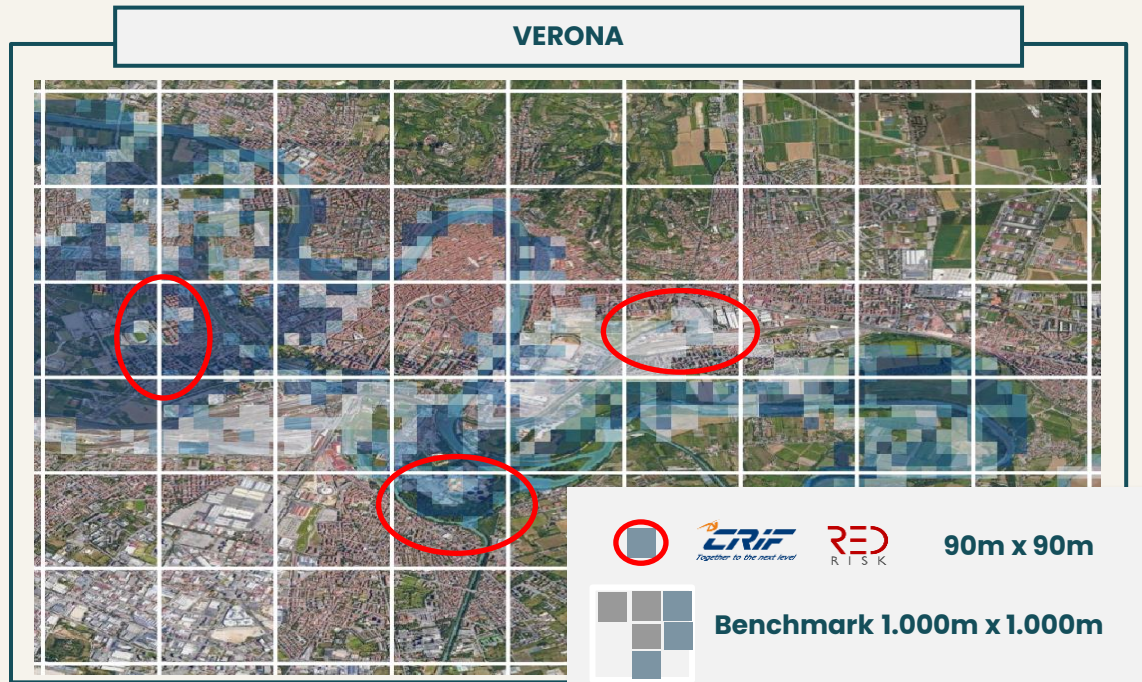 VERONA
CRIF
Together to the next level
RED
RISK
90m x 90m
Benchmark 1.000m x 1.000m